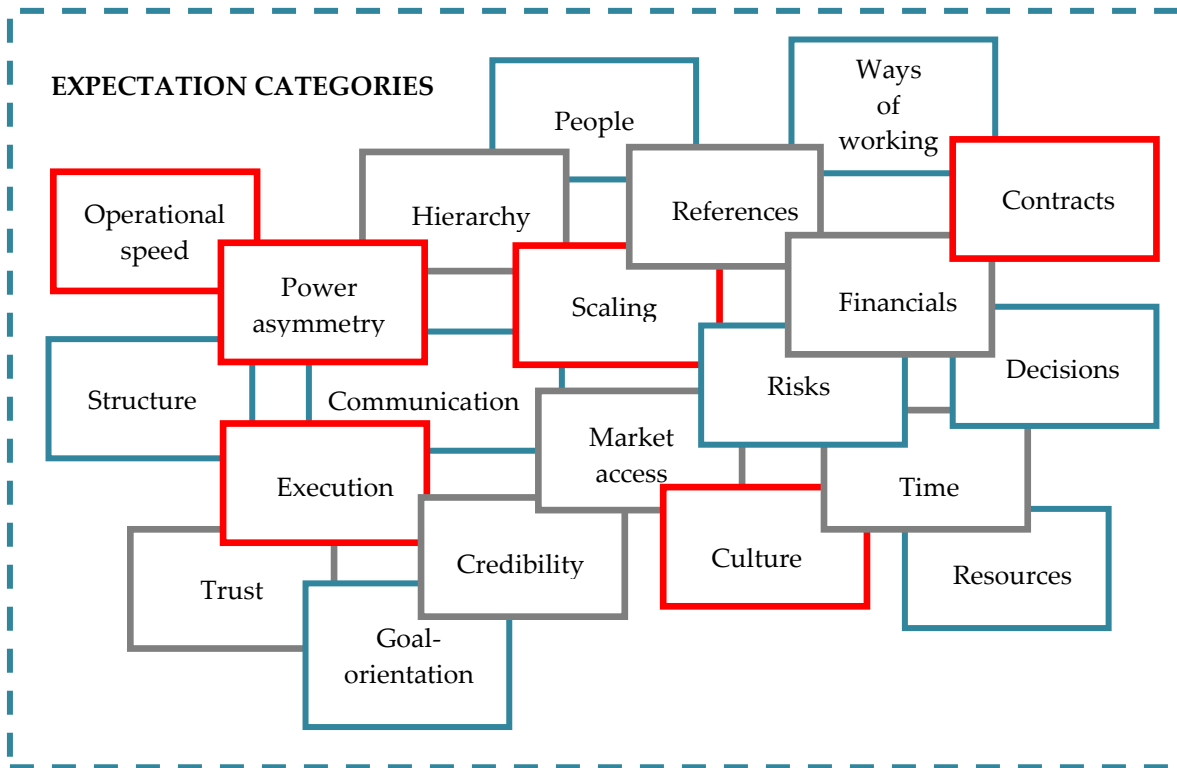 EXPECTATION CATEGORIES
People
Ways
of
working
Operational
speed
Hierarchy
References
Contracts
Power
asymmetry
Scaling
Financials
Structure
Communication
Risks
Decisions
Market
access
Execution
Time
Credibility
Culture
Resources
Trust
Goal-
orientation